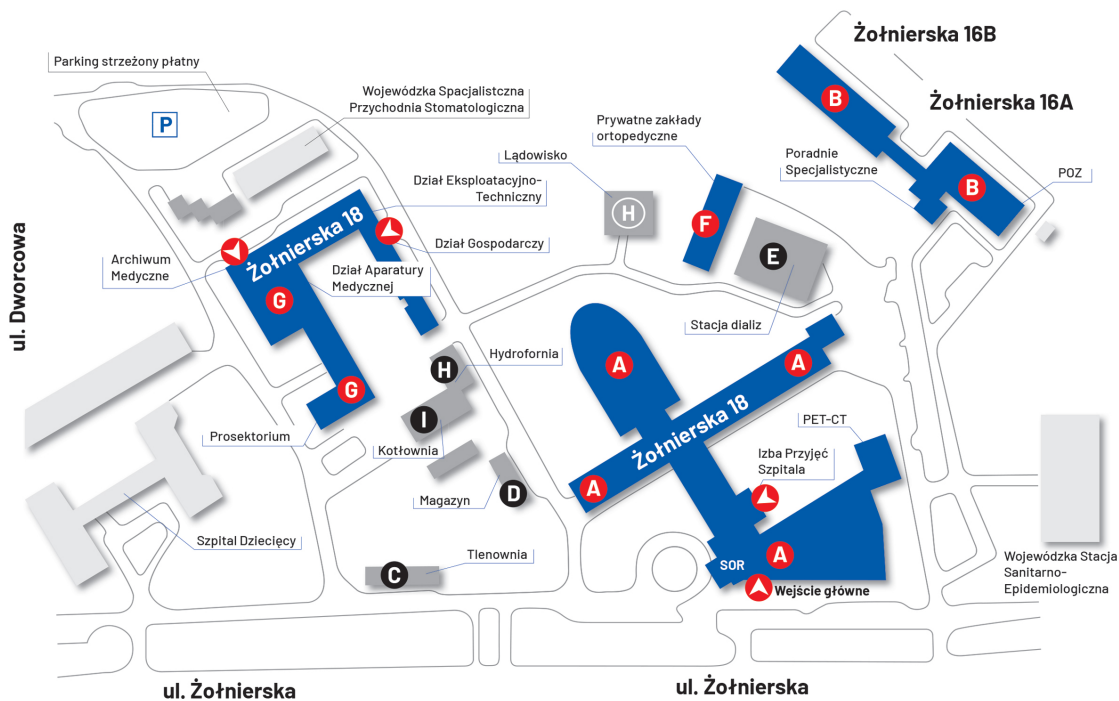 Żołnierska 16B
Parking strzeżony płatny
Wojewódzka Spacjalistczna
Przychodnia Stomatologiczna
B
Żołnierska 16A
P
Prywatne zakłady
ortopedyczne
Lądowisko
Poradnie
Specjalistyczne
POZ
B
Dział Eksploatacyjno-
Techniczny
H
F
Żołnierska 18
Dział Gospodarczy
E
Archiwum
Medyczne
Dział Aparatury
Medycznej
ul. Dworcowa
G
Stacja dializ
Hydrofornia
H
A
A
G
Żołnierska 18
I
Prosektorium
Kotłownia
PET-CT
Izba Przyjęć
Szpitala
A
Magazyn
D
Szpital Dziecięcy
Tlenownia
C
SOR
A
Wejście główne
Wojewódzka Stacja
Sanitarno-
Epidemiologiczna
ul. Żołnierska
ul. Żołnierska